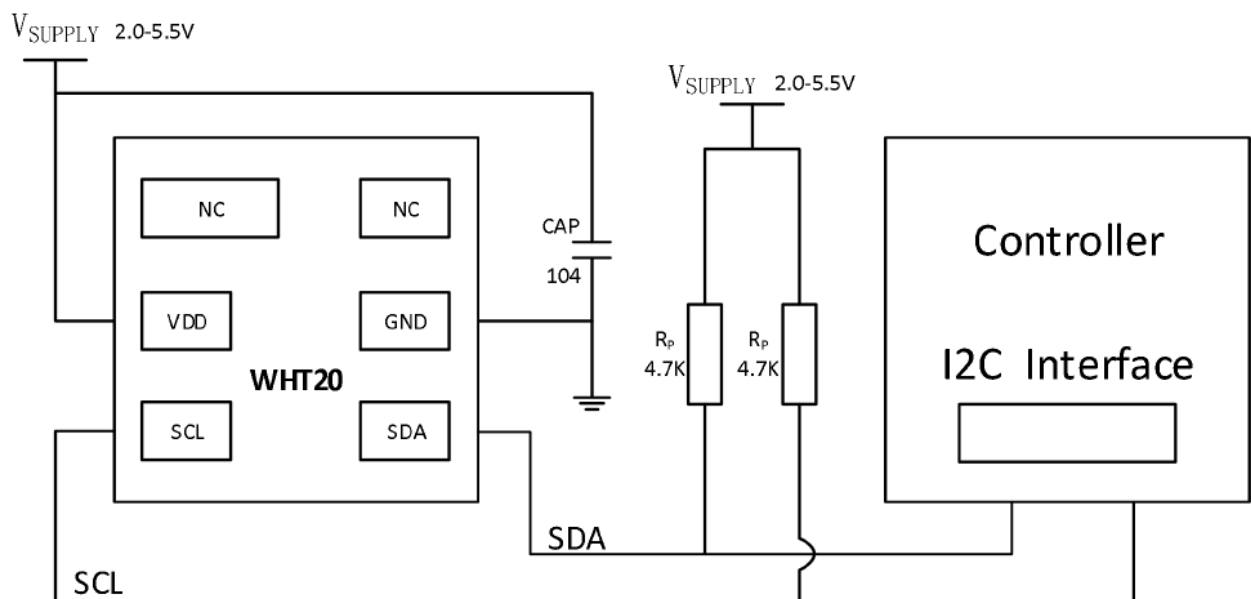 VSUPPLY 2.0-5.5V
VSUPPLY 2.0-5.5V
NC
NC
CAP
104
Controller
VDD
GND
RP
4.7K
RP
4.7K
I2C Interface
WHT20
SCL
SDA
SDA
SCL